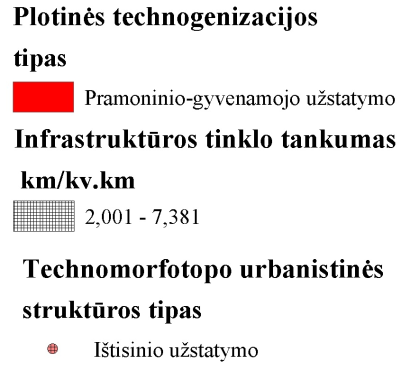 Plotinės technogenizacijos
tipas
Pramoninio-gyvenamojo užstatymo
Infrastruktūros tinklo tankumas
km/kv.km
2,001 - 7,381
Technomorfotopo urbanistinės
struktūros tipas
Ištisinio užstatymo